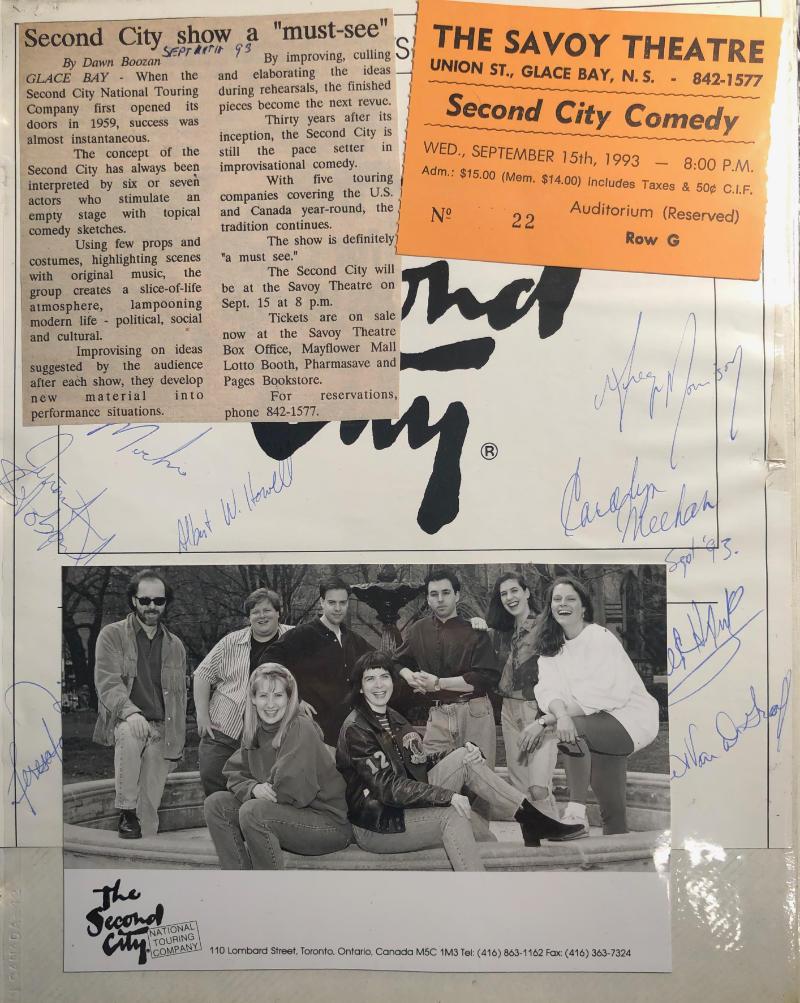 Second City show a "must-see"
SEPT 93
By Dawn Boozan
GLACE BAY - When the
Second City National Touring
Company first opened its
doors in 1959, success was
almost instantaneous.
The concept of the
Second City has always been
interpreted by six or seven
actors who stimulate an
empty stage with topical
comedy sketches.
Using few props and
costumes, highlighting scenes
with original music, the
group creates a slice-of-life
atmosphere, lampooning
modern life - political, social
and cultural.
Improvising on ideas
suggested by the audience
after each show, they develop
new material into
performance situations.
By improving, culling
and elaborating the ideas
during rehearsals, the finished
pieces become the next revue.
Thirty years after its
inception, the Second City is
still the pace setter in
improvisational comedy.
With five touring
companies covering the U.S.
and Canada year-round, the
tradition continues.
The show is definitely
"a must see."
The Second City will
be at the Savoy Theatre on
Sept. 15 at 8 p.m.
Tickets are on sale
now at the Savoy Theatre
Box Office, Mayflower Mall
Lotto Booth, Pharmasave and
Pages Bookstore.
For reservations,
phone 842-1577.
THE SAVOY THEATRE
UNION ST., GLACE BAY, N.S. - 842-1577
Second City Comedy
WED., SEPTEMBER 15th, 1993 — 8:00 P.M.
Adm.: $15.00 (Mem. $14.00) Includes Taxes & 50¢ C.I.F.
Nº 22 Auditorium (Reserved)
Row G
City ®
Albert W. Howell
Carolyn
Meehan
Sept '93.
12
The
Second
City.
NATIONAL
TOURING
COMPANY
110 Lombard Street, Toronto, Ontario, Canada M5C 1M3 Tel: (416) 863-1162 Fax: (416) 363-7324